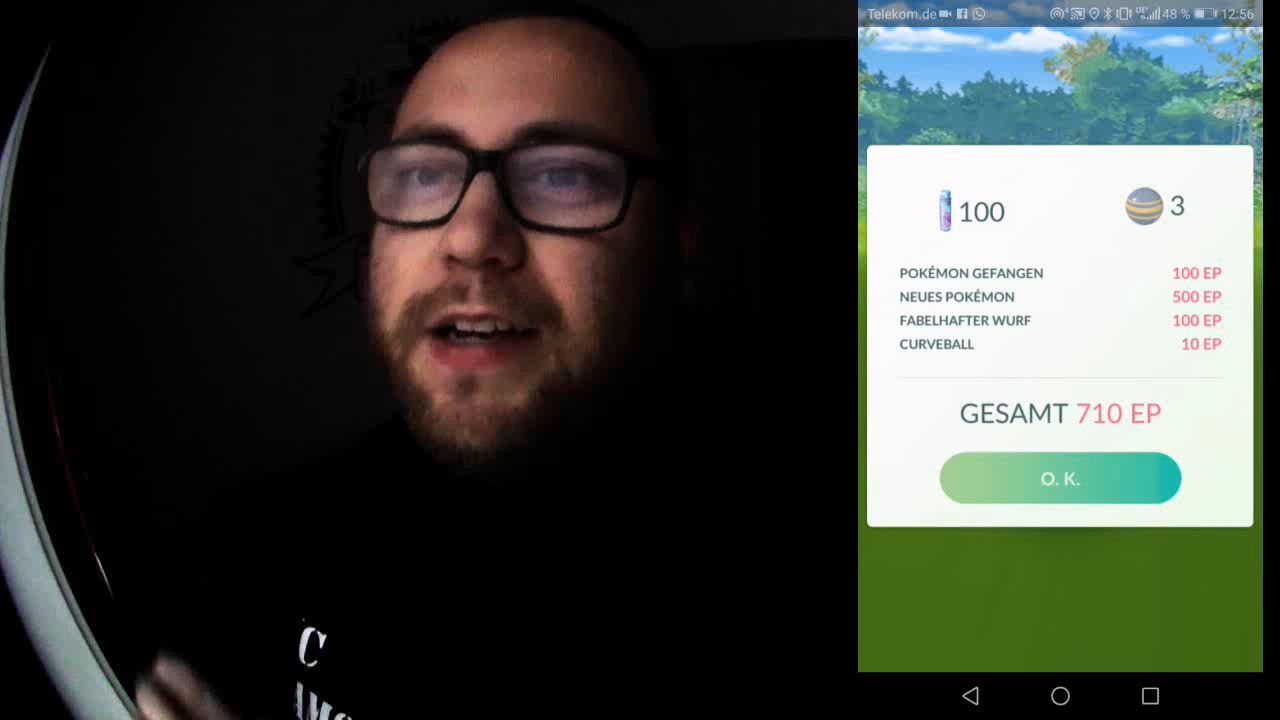 Telekom.de
48 % 12:56
100
3
POKÉMON GEFANGEN 100 EP
NEUES POKÉMON 500 EP
FABELHAFTER WURF 100 EP
CURVEBALL 10 EP
GESAMT 710 EP
O. K.
C